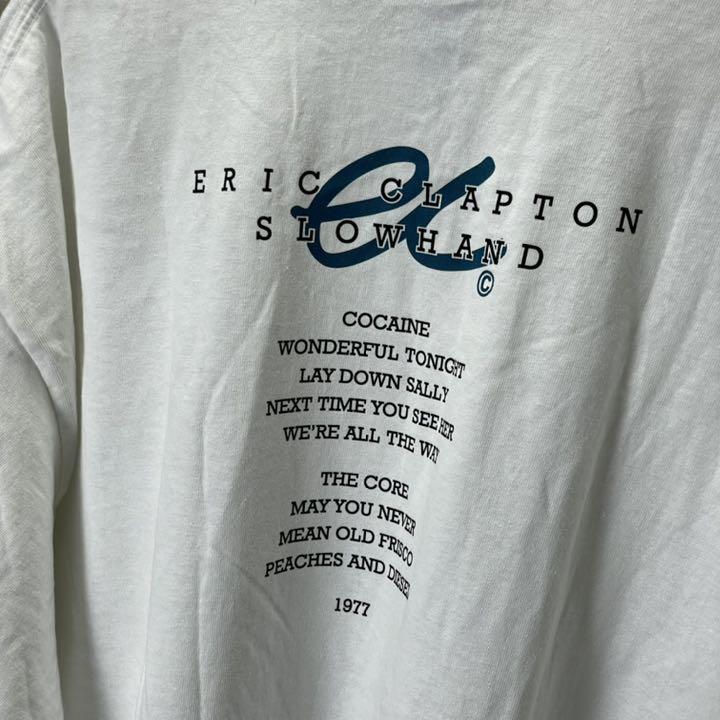 ERIC CLAPTON
SLOWHAND
©
COCAINE
WONDERFUL TONIGHT
LAY DOWN SALLY
NEXT TIME YOU SEE HER
WE'RE ALL THE WAY
THE CORE
MAY YOU NEVER
MEAN OLD FRISCO
PEACHES AND DIESEL
1977